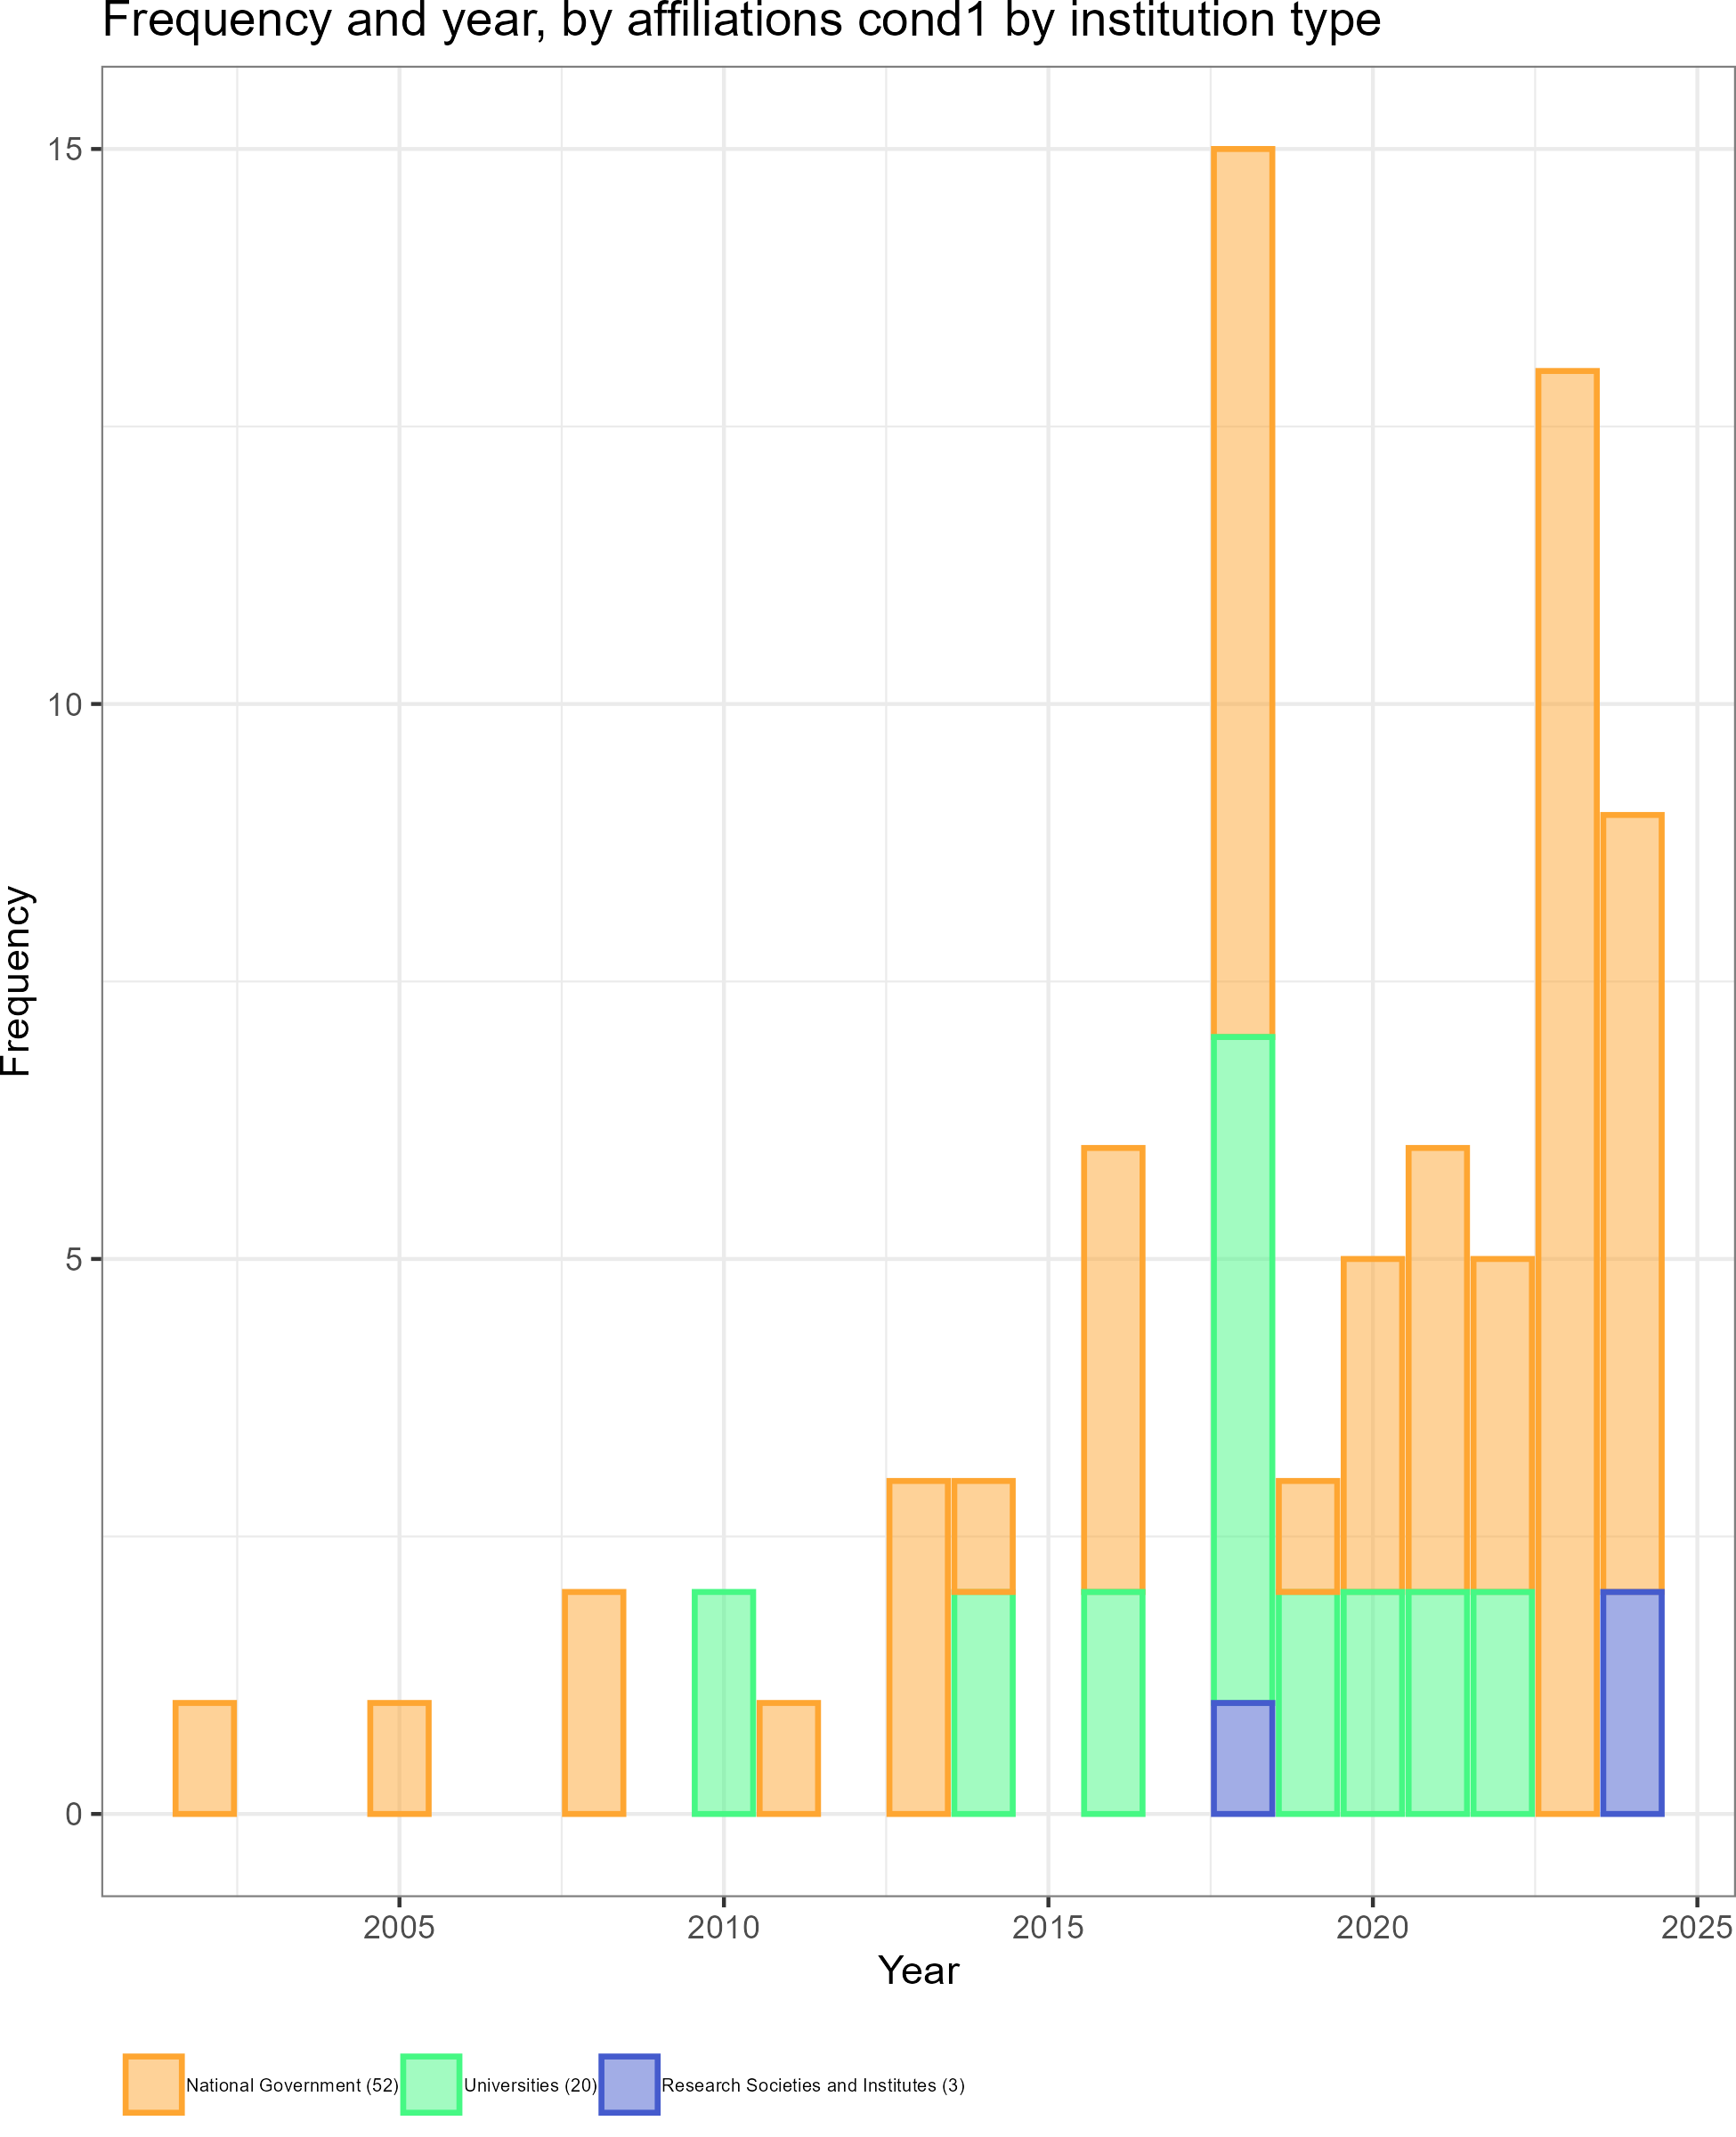 Frequency and year, by affiliations cond1 by institution type
15
10
5
0
Frequency
2005 2010 2015 2020 2025
Year
National Government (52) Universities (20) Research Societies and Institutes (3)